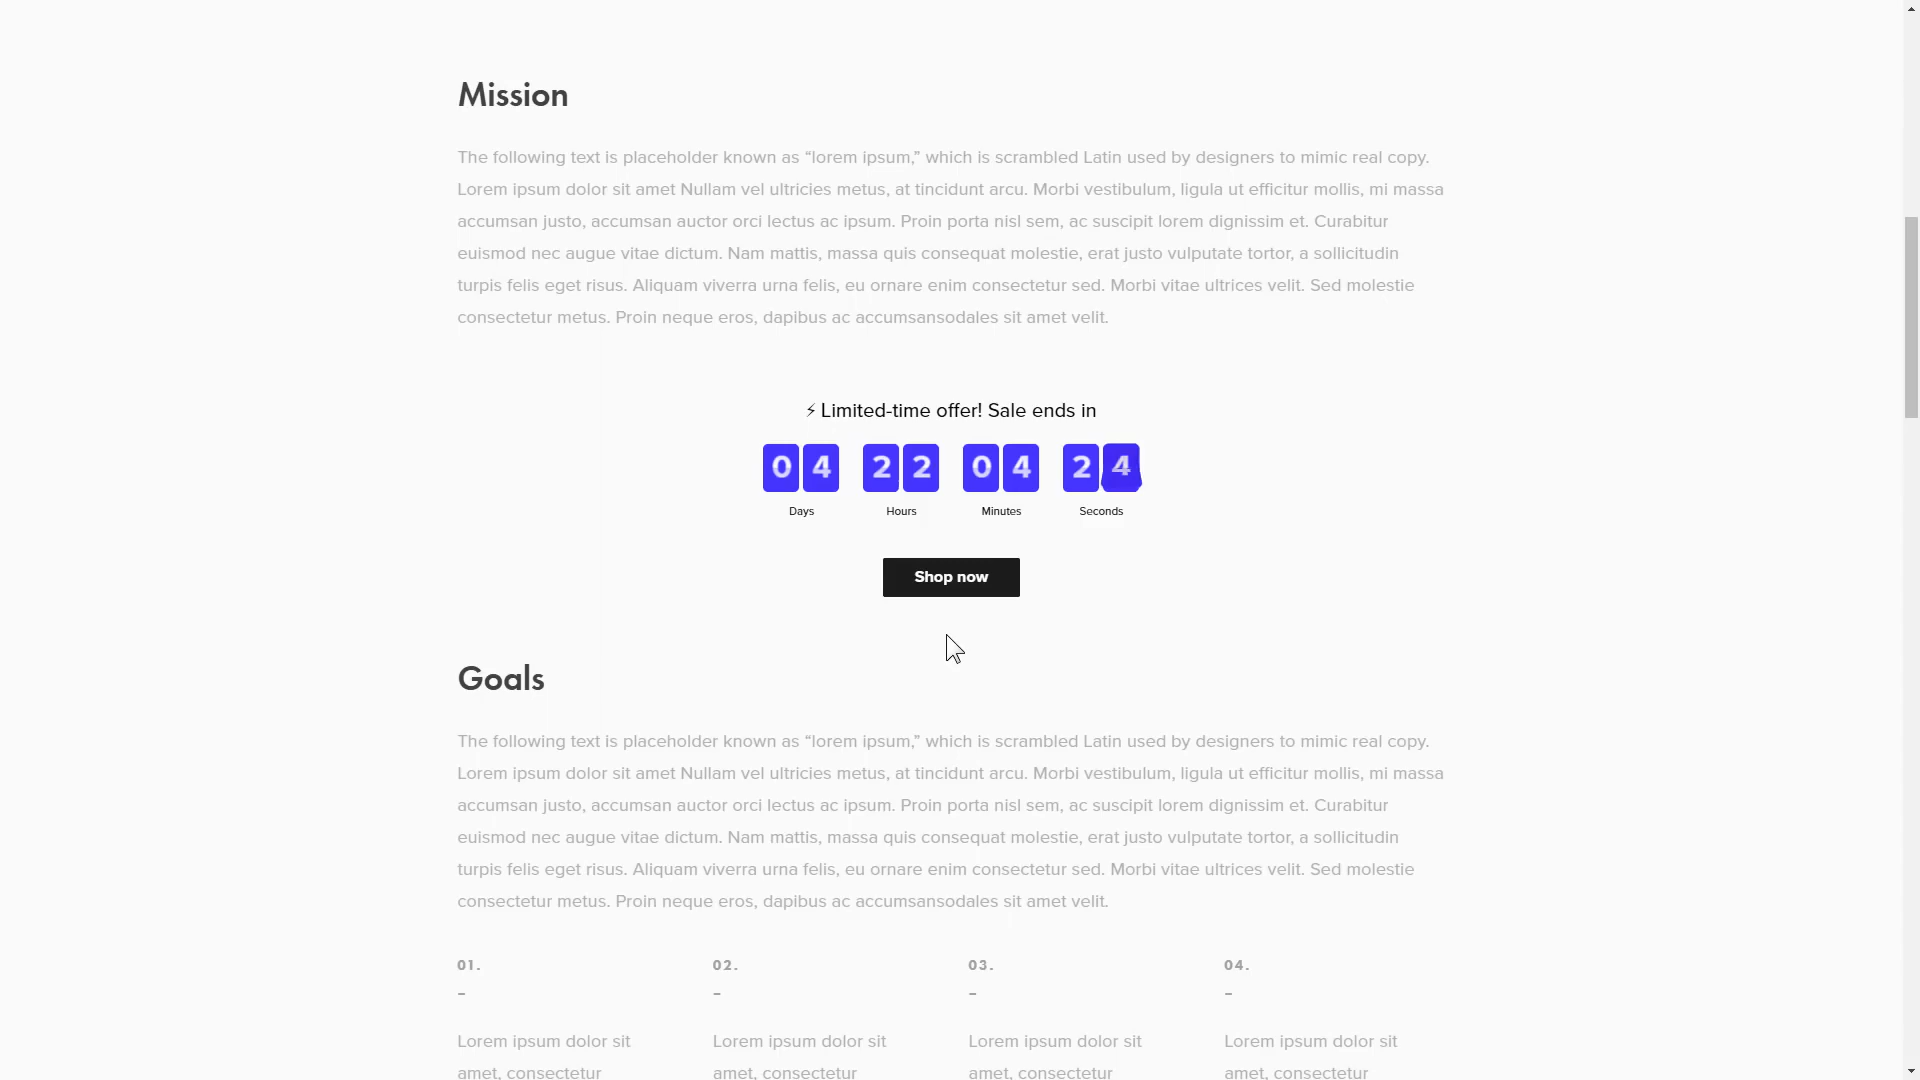 Mission
The following text is placeholder known as “lorem ipsum,” which is scrambled Latin used by designers to mimic real copy.
Lorem ipsum dolor sit amet Nullam vel ultricies metus, at tincidunt arcu. Morbi vestibulum, ligula ut efficitur mollis, mi massa
accumsan justo, accumsan auctor orci lectus ac ipsum. Proin porta nisl sem, ac suscipit lorem dignissim et. Curabitur
euismod nec augue vitae dictum. Nam mattis, massa quis consequat molestie, erat justo vulputate tortor, a sollicitudin
turpis felis eget risus. Aliquam viverra urna felis, eu ornare enim consectetur sed. Morbi vitae ultrices velit. Sed molestie
consectetur metus. Proin neque eros, dapibus ac accumsansodales sit amet velit.
⚡ Limited-time offer! Sale ends in
04 22 04 24
Days Hours Minutes Seconds
Shop now
Goals
The following text is placeholder known as “lorem ipsum,” which is scrambled Latin used by designers to mimic real copy.
Lorem ipsum dolor sit amet Nullam vel ultricies metus, at tincidunt arcu. Morbi vestibulum, ligula ut efficitur mollis, mi massa
accumsan justo, accumsan auctor orci lectus ac ipsum. Proin porta nisl sem, ac suscipit lorem dignissim et. Curabitur
euismod nec augue vitae dictum. Nam mattis, massa quis consequat molestie, erat justo vulputate tortor, a sollicitudin
turpis felis eget risus. Aliquam viverra urna felis, eu ornare enim consectetur sed. Morbi vitae ultrices velit. Sed molestie
consectetur metus. Proin neque eros, dapibus ac accumsansodales sit amet velit.
01.
–
Lorem ipsum dolor sit
amet, consectetur
02.
–
Lorem ipsum dolor sit
amet, consectetur
03.
–
Lorem ipsum dolor sit
amet, consectetur
04.
–
Lorem ipsum dolor sit
amet, consectetur